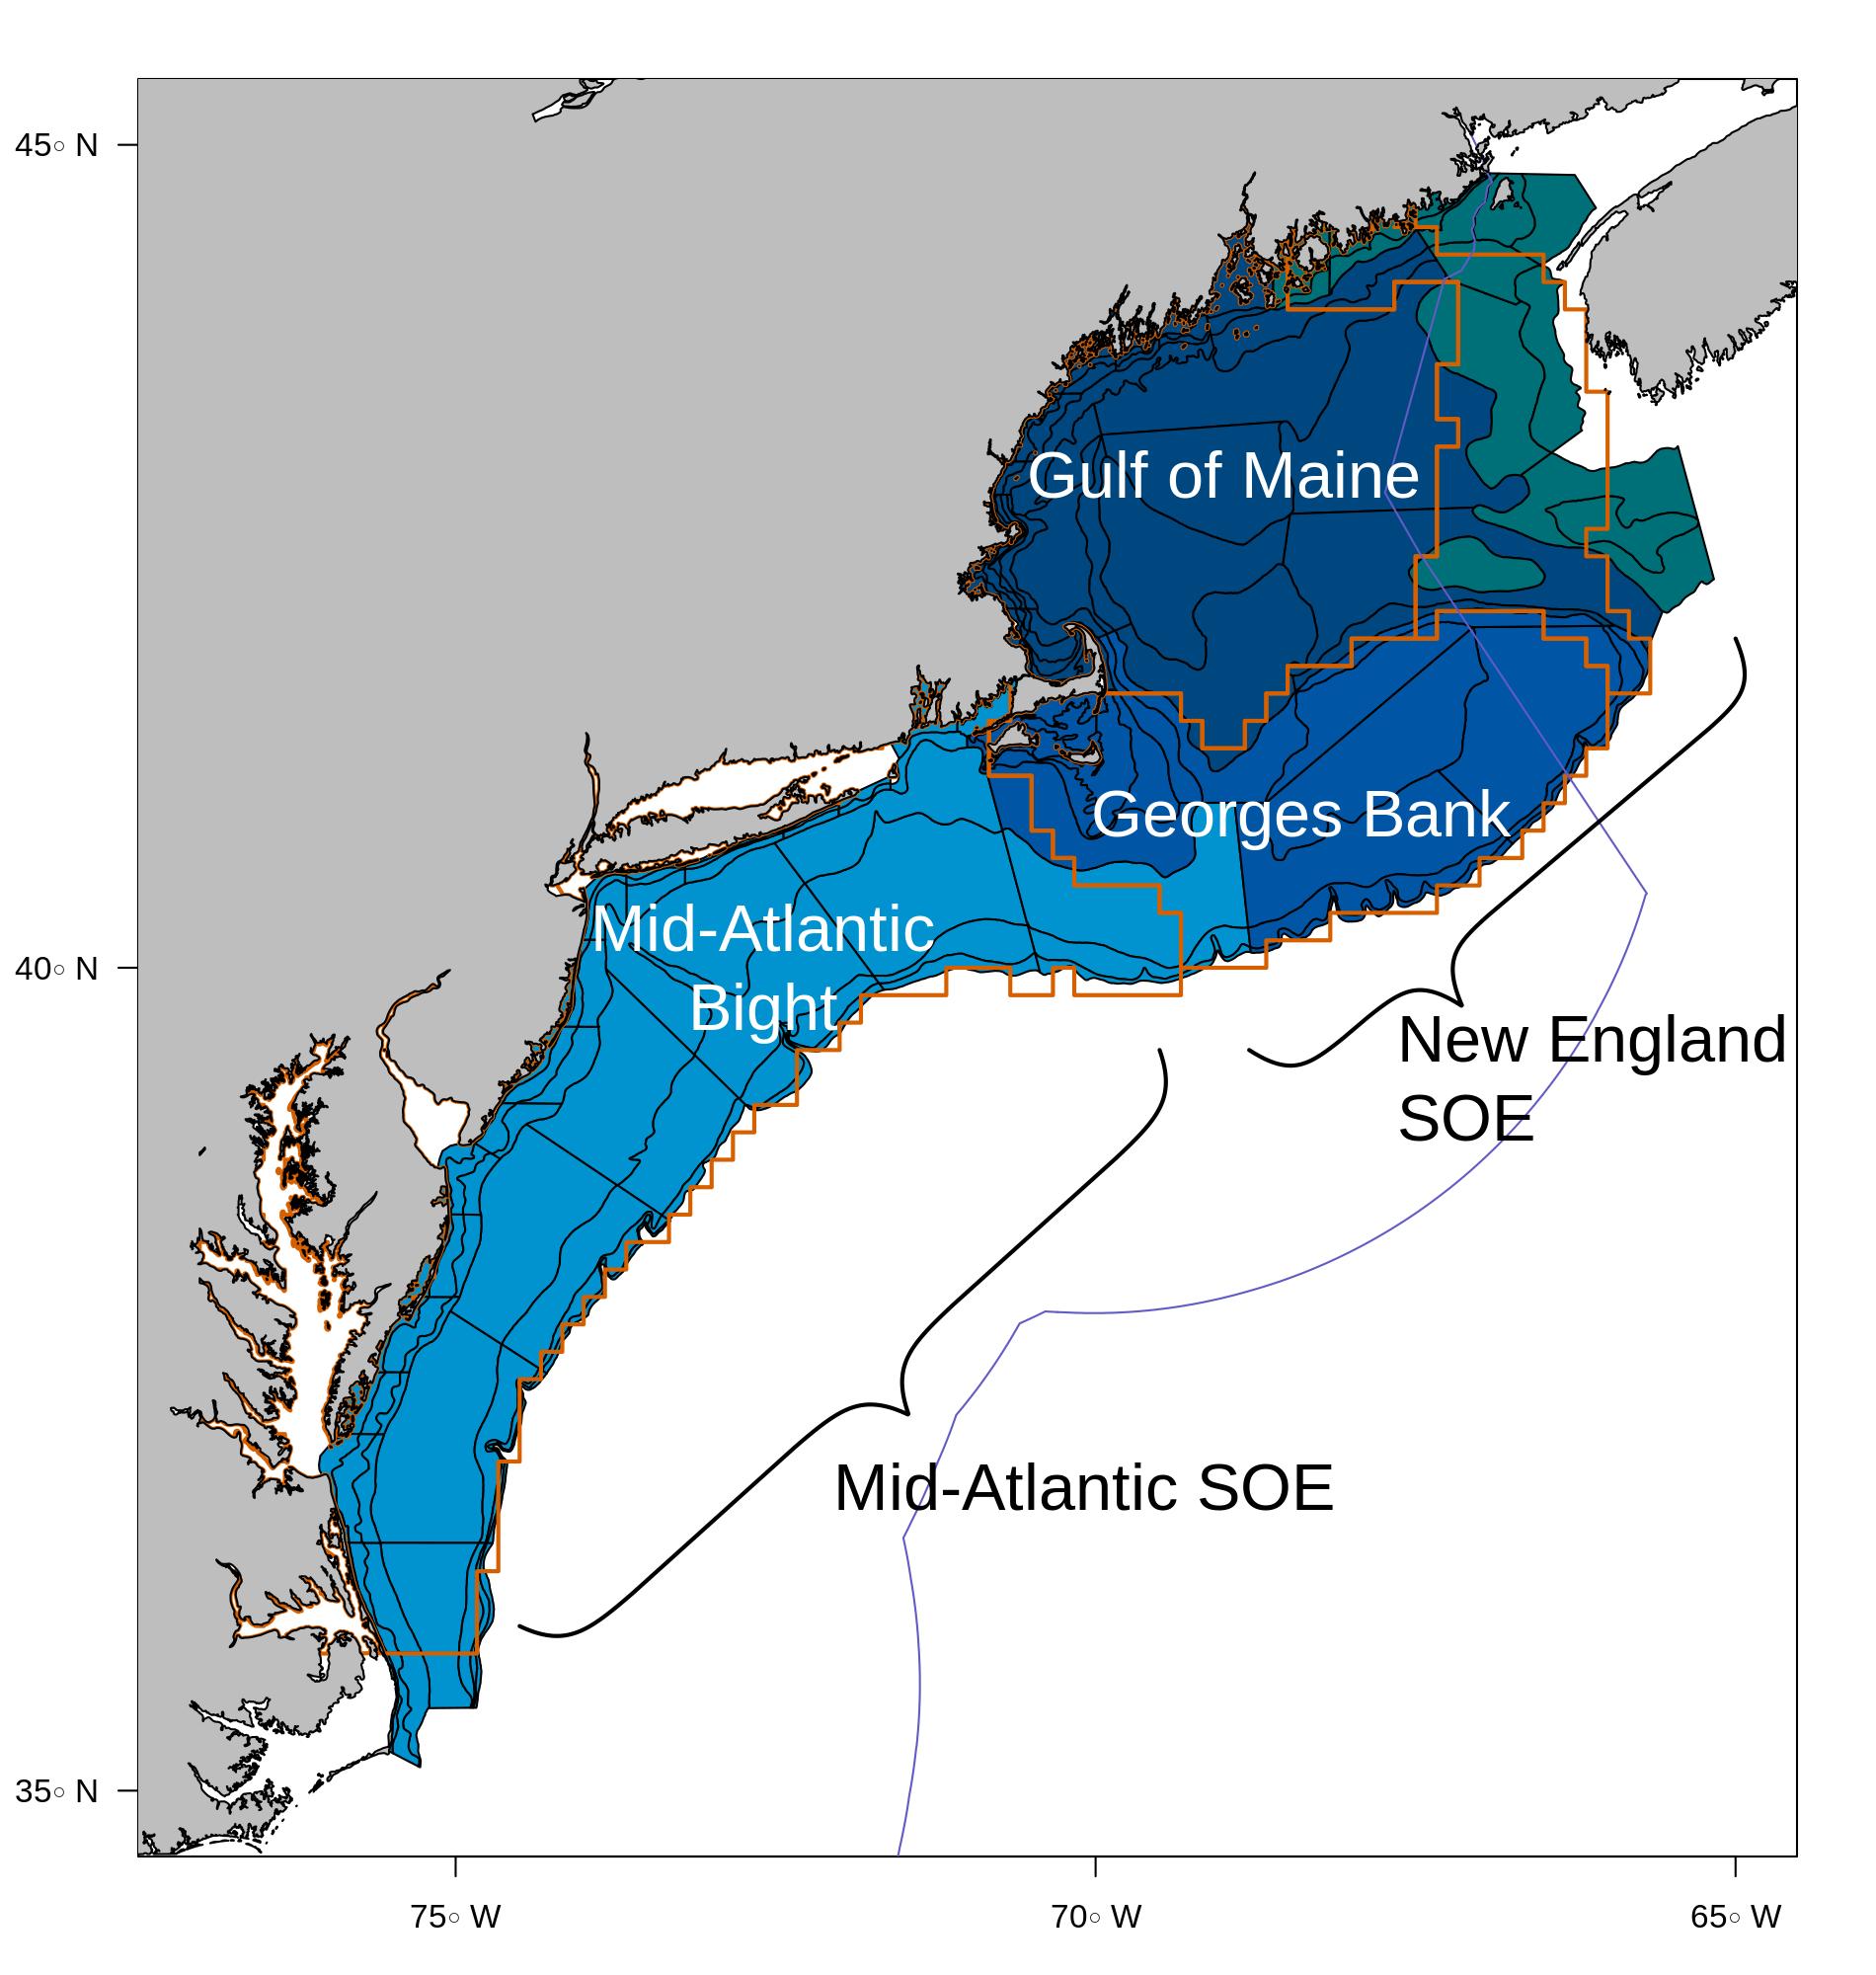 45○ N
Gulf of Maine
Georges Bank
Mid-Atlantic
Bight
40○ N
New England
SOE
Mid-Atlantic SOE
35○ N
75○ W
70○ W
65○ W